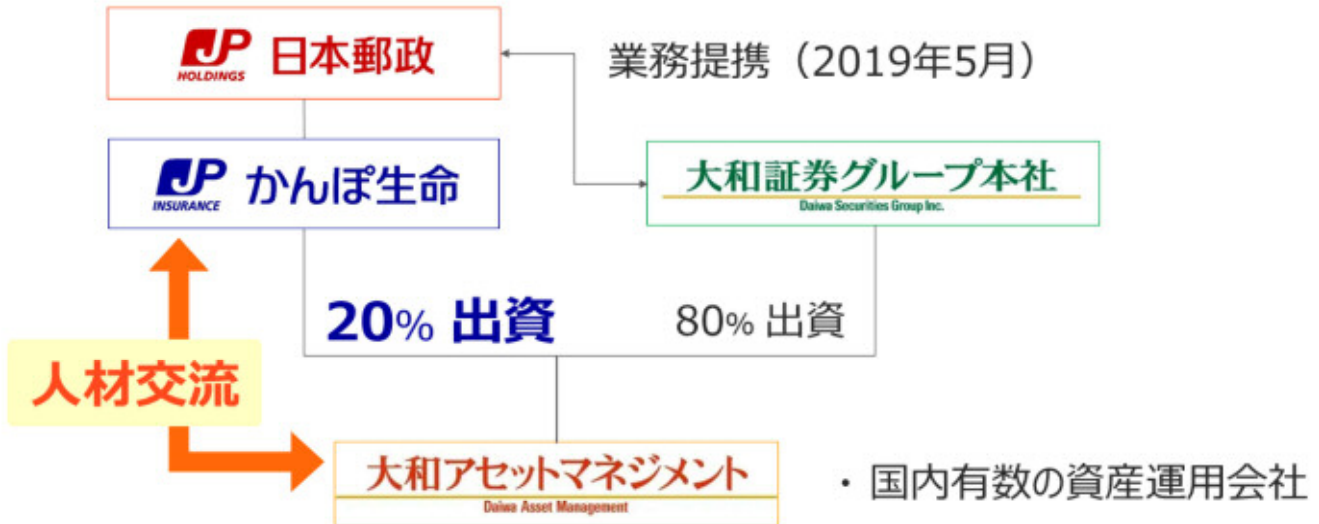 JP HOLDINGS 日本郵政
業務提携（2019年5月）
JP INSURANCE かんぽ生命
大和証券グループ本社
Daiwa Securities Group Inc.
20% 出資
80% 出資
人材交流
大和アセットマネジメント
Daiwa Asset Management
・国内有数の資産運用会社